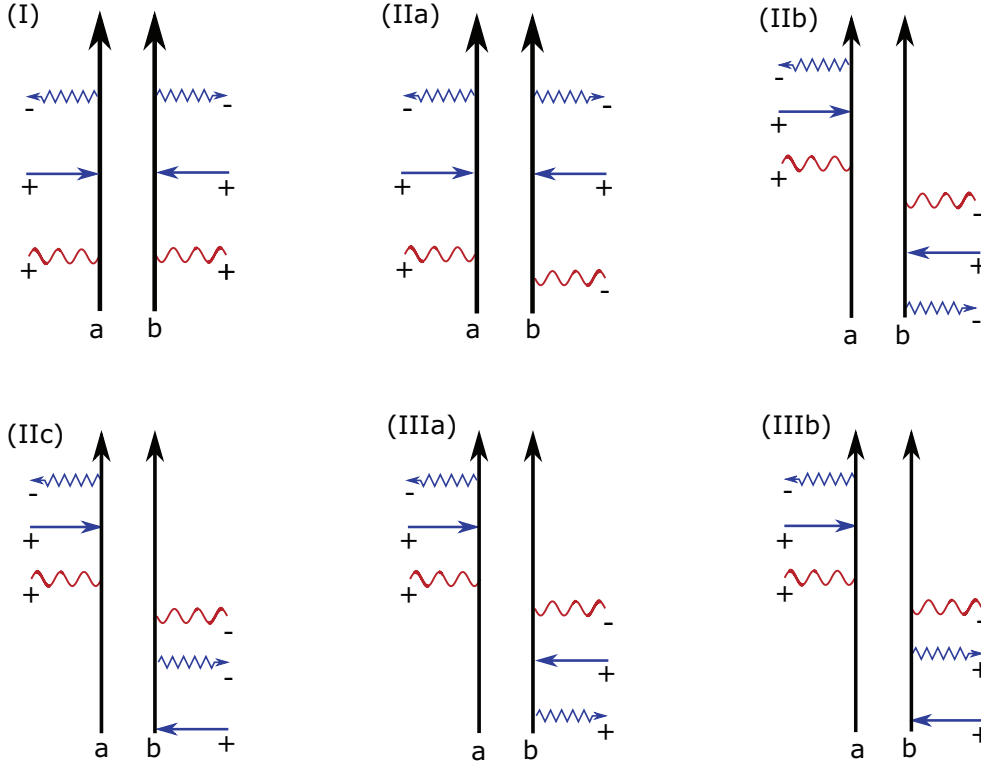 (I)
- -
+ +
+ +
a b
(IIa)
- -
+ +
+ -
a b
(IIb)
-
+
+
-
+
-
a b
(IIc)
-
+
+
-
-
+
a b
(IIIa)
-
+
+
-
+
+
a b
(IIIb)
-
+
+
-
+
+
a b